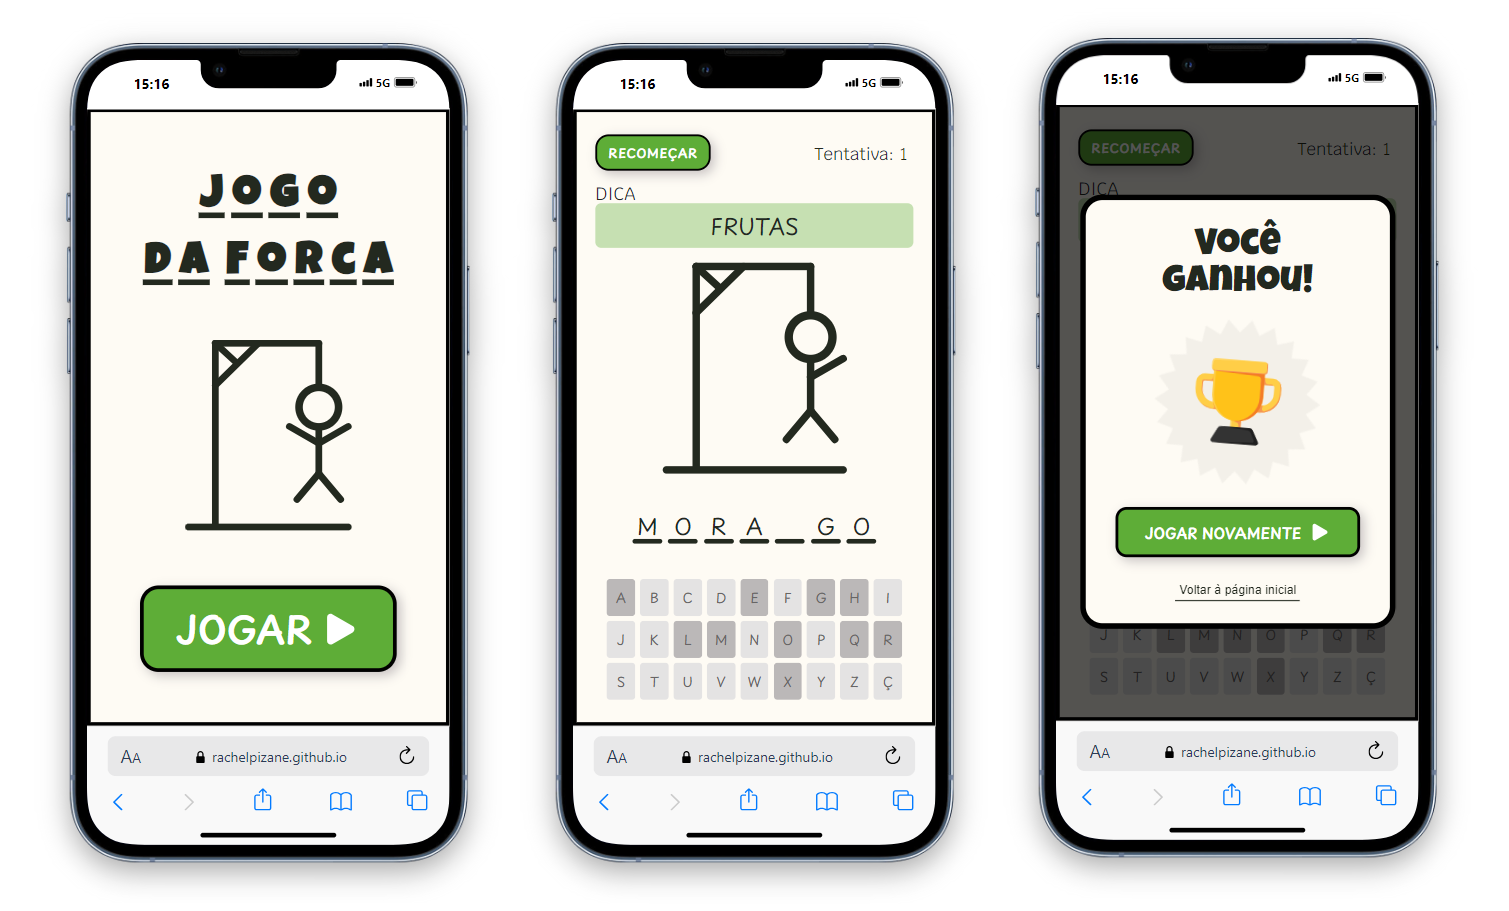 15:16
5G
JOGO
DA FORCA
JOGAR
AA
rachelpizane.github.io
15:16
5G
RECOMEÇAR
Tentativa: 1
DICA
FRUTAS
M O R A _ G O
A B C D E F G H I
J K L M N O P Q R
S T U V W X Y Z Ç
AA
rachelpizane.github.io
15:16
5G
RECOMEÇAR
Tentativa: 1
DICA
VOCÊ
GANHOU!
JOGAR NOVAMENTE
Voltar à página inicial
J K L M N O P Q R
S T U V W X Y Z Ç
AA
rachelpizane.github.io